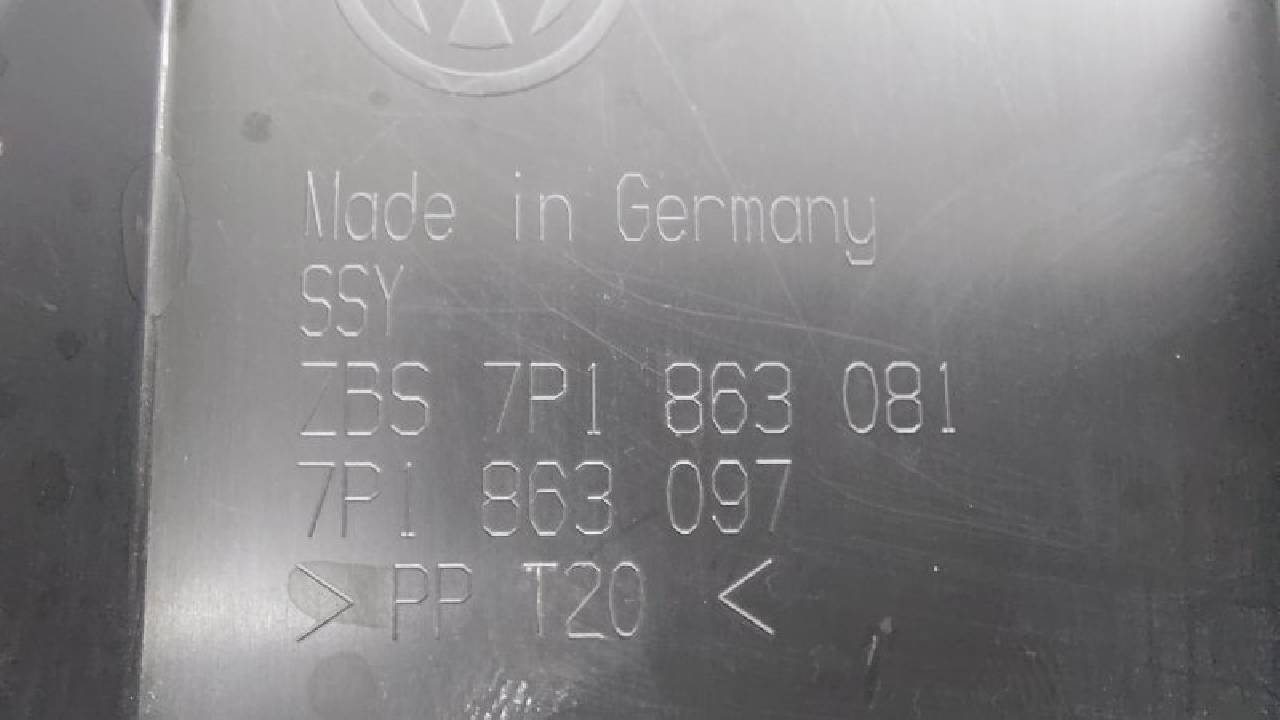 Made in Germany
SSY
ZBS 7P1 863 081
7P1 863 097
> PP T20 <